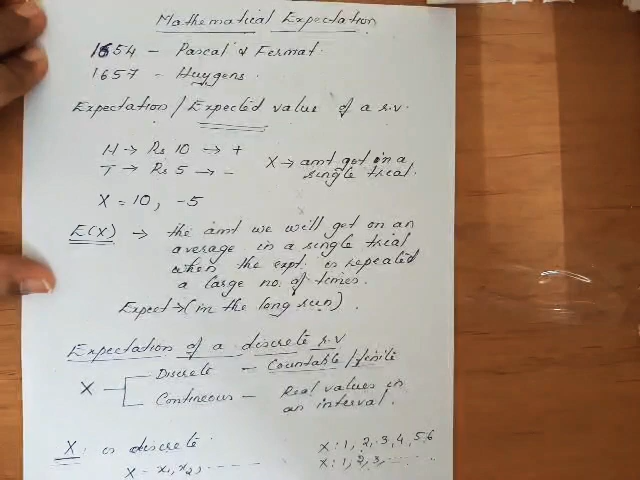 Mathematical Expectation
1654 - Pascal & Fermat.
1657 - Huygens.
Expectation / Expected value of a r.v.
H → Rs 10 → +
T → Rs 5 → -
X → amt got in a single trial.
X = 10, -5
E(X) → the amt we will get on an
average in a single trial
when the expt. is repeated
a large no. of times.
Expect → (in the long run).
Expectation of a discrete r.v
X
Discrete - Countable / finite
Continuous - Real values in
an interval.
X: is discrete.
X - x1, x2, ------
X: 1, 2, 3, 4, 5, 6
X: 1, 2, 3, ------